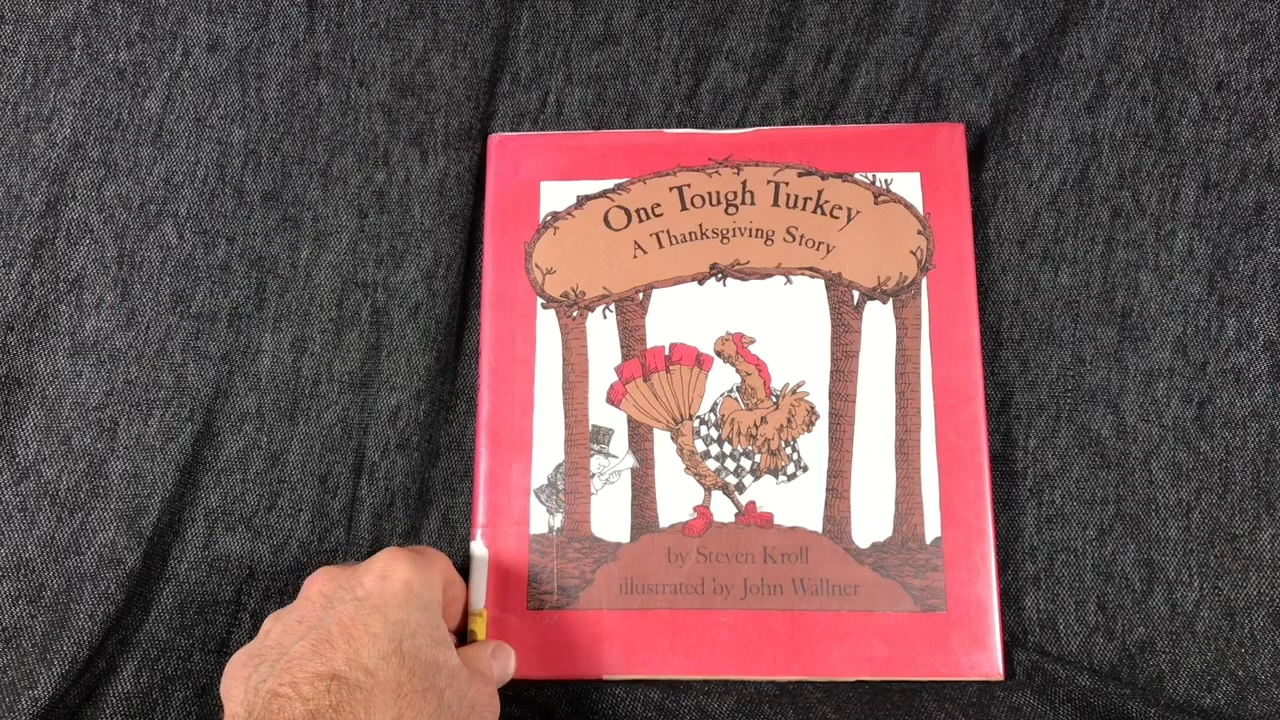 One Tough Turkey
A Thanksgiving Story
by Steven Kroll
illustrated by John Wallner